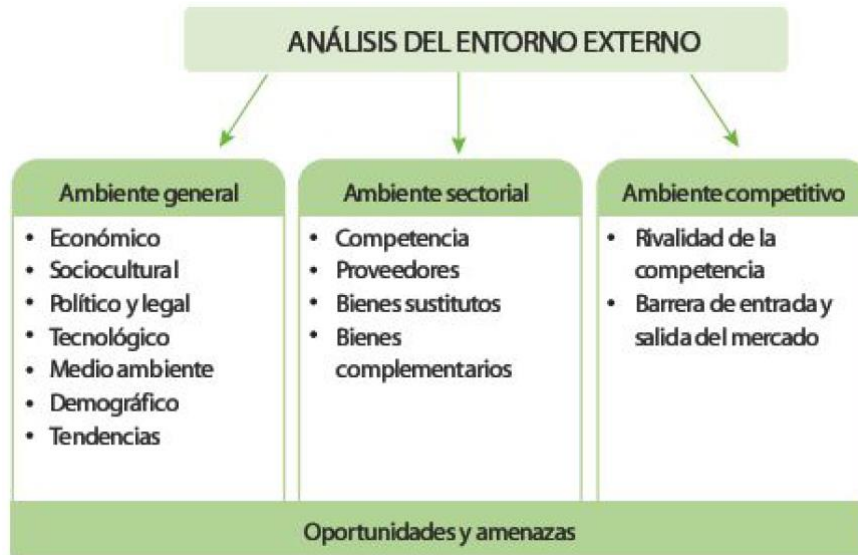 ANÁLISIS DEL ENTORNO EXTERNO
Ambiente general
• Económico
• Sociocultural
• Político y legal
• Tecnológico
• Medio ambiente
• Demográfico
• Tendencias
Ambiente sectorial
• Competencia
• Proveedores
• Bienes sustitutos
• Bienes
complementarios
Ambiente competitivo
• Rivalidad de la
competencia
• Barrera de entrada y
salida del mercado
Oportunidades y amenazas